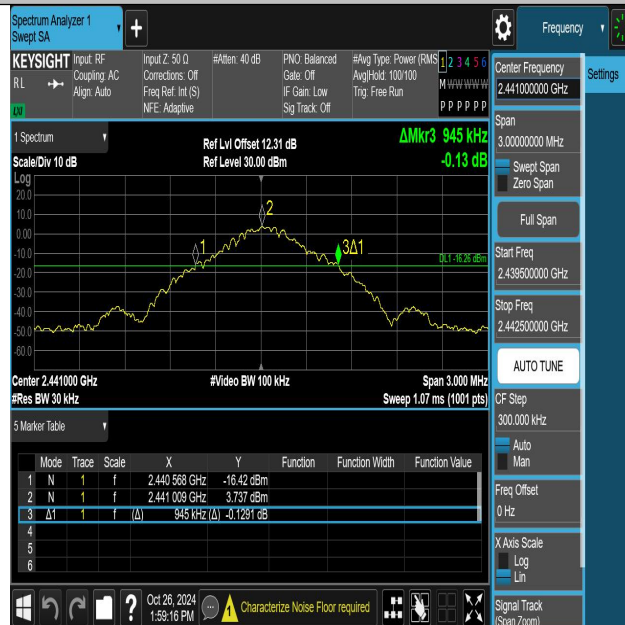 Spectrum Analyzer 1
Swept SA
+
Frequency
KEYSIGHT
RL
LXI
Input: RF
Coupling: AC
Align: Auto
Input Z: 50 Ω
Corrections: Off
Freq Ref: Int (S)
NFE: Adaptive
#Atten: 40 dB
PNO: Balanced
Gate: Off
IF Gain: Low
Sig Track: Off
#Avg Type: Power (RMS
Avg|Hold: 100/100
Trig: Free Run
1 2 3 4 5 6
M W W W W W
P P P P P P
1 Spectrum
Scale/Div 10 dB
Ref Lvl Offset 12.31 dB
Ref Level 30.00 dBm
ΔMkr3 945 kHz
-0.13 dB
Log
20.0
10.0
0.00
-10.0
-20.0
-30.0
-40.0
-50.0
-60.0
1
2
3Δ1
DL1 -16.26 dBm
Center 2.441000 GHz
#Res BW 30 kHz
#Video BW 100 kHz
Span 3.000 MHz
Sweep 1.07 ms (1001 pts)
5 Marker Table
Mode Trace Scale X Y Function Function Width Function Value
1 N 1 f 2.440 568 GHz -16.42 dBm
2 N 1 f 2.441 009 GHz 3.737 dBm
3 Δ1 1 f (Δ) 945 kHz (Δ) -0.1291 dB
4
5
6
?
Oct 26, 2024
1:59:16 PM
Characterize Noise Floor required
Settings
Center Frequency
2.441000000 GHz
Span
3.00000000 MHz
Swept Span
Zero Span
Full Span
Start Freq
2.439500000 GHz
Stop Freq
2.442500000 GHz
AUTO TUNE
CF Step
300.000 kHz
Auto
Man
Freq Offset
0 Hz
X Axis Scale
Log
Lin
Signal Track
(Span Zoom)